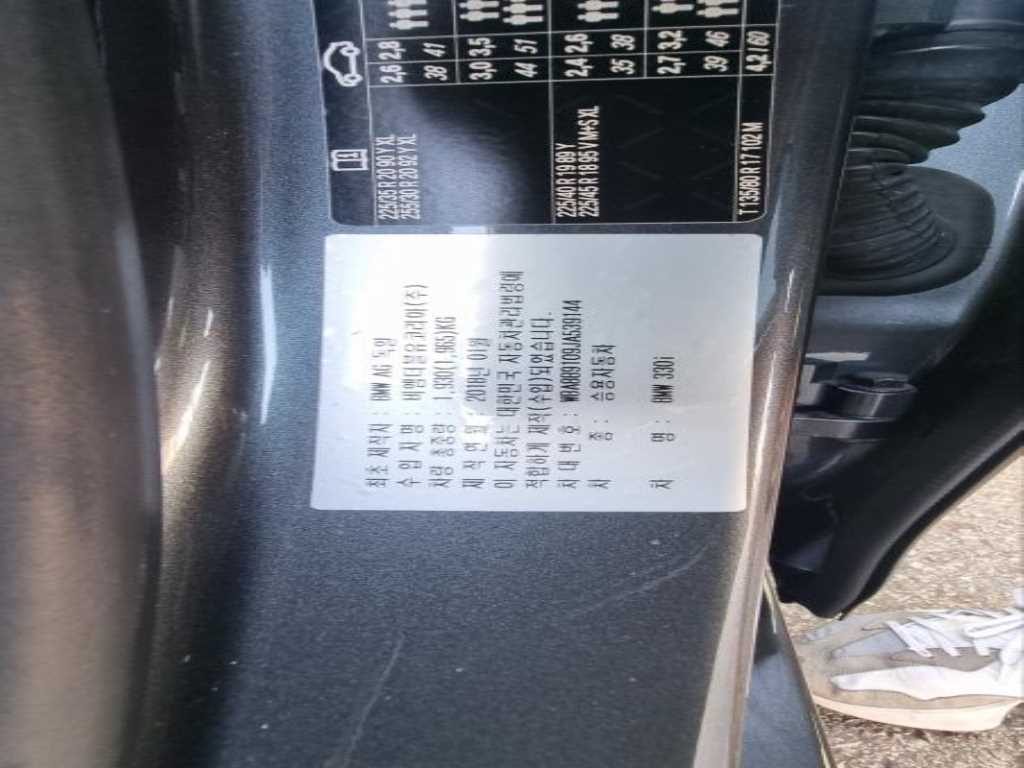 최초 제작자 : BMW AG 독일
수 입 자 명 : 비엠더블유코리아(주)
차량 총중량 : 1,930(1,965)KG
제 작 연 월 : 2018년 01월
이 자동차는 대한민국 자동차관리법령에
적합하게 제작(수입)되었습니다.
차 대 번 호 : WBA8B9109JA539144
차 종 : 승용자동차
차 명 : BMW 330i
225/35 R 20 90 Y XL
255/30 R 20 92 Y XL
2,6 2,8
38 41
3,0 3,5
44 51
225/40 R 19 89 Y
225/45 R 18 95 V M+S XL
2,4 2,6
35 38
2,7 3,2
39 46
T 135/80 R 17 102 M
4,2 / 60